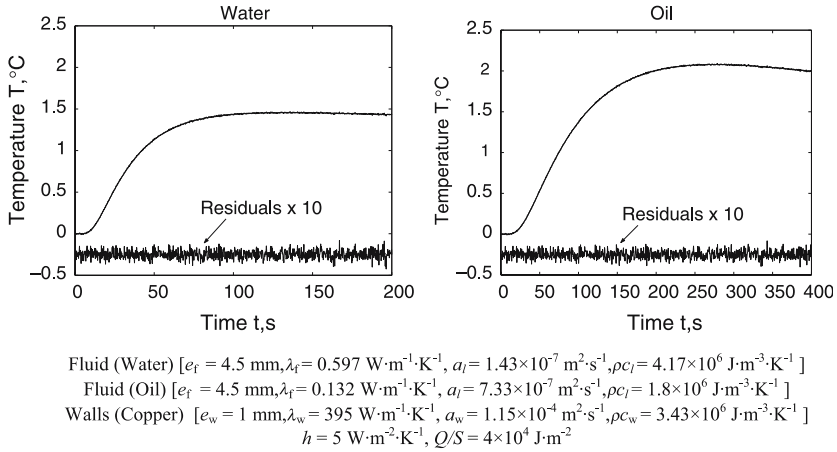 Water
Temperature T,°C
2.5
2
1.5
1
0.5
0
−0.5
Residuals x 10
0
50
100
150
200
Time t,s
Oil
Temperature T,°C
2.5
2
1.5
1
0.5
0
−0.5
Residuals x 10
0 50 100 150 200 250 300 350 400
Time t,s
Fluid (Water) [e_f = 4.5 mm,λ_f = 0.597 W·m⁻¹·K⁻¹, a_l = 1.43×10⁻⁷ m²·s⁻¹,ρc_l = 4.17×10⁶ J·m⁻³·K⁻¹ ]
Fluid (Oil) [e_f = 4.5 mm,λ_f = 0.132 W·m⁻¹·K⁻¹, a_l = 7.33×10⁻⁷ m²·s⁻¹,ρc_l = 1.8×10⁶ J·m⁻³·K⁻¹ ]
Walls (Copper) [e_w = 1 mm,λ_w = 395 W·m⁻¹·K⁻¹, a_w = 1.15×10⁻⁴ m²·s⁻¹,ρc_w = 3.43×10⁶ J·m⁻³·K⁻¹ ]
h = 5 W·m⁻²·K⁻¹, Q/S = 4×10⁴ J·m⁻²